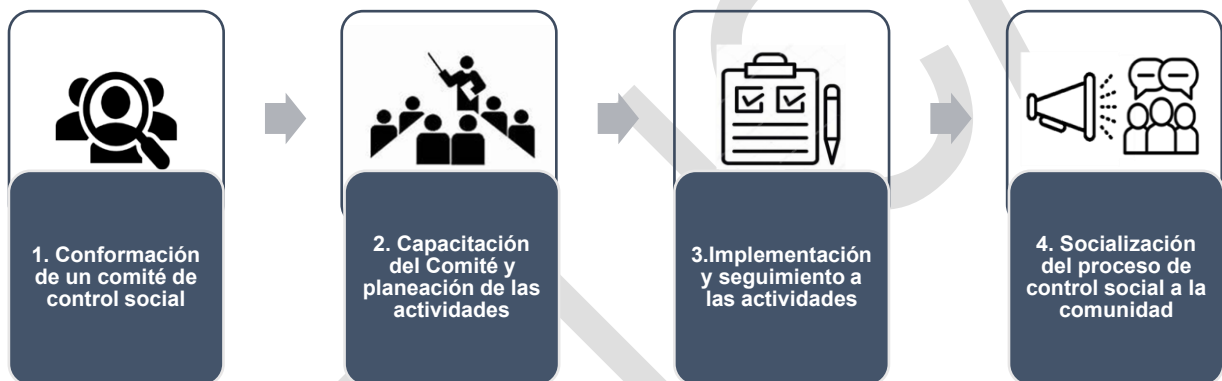 1. Conformación
de un comité de
control social
2. Capacitación
del Comité y
planeación de las
actividades
3.Implementación
y seguimiento a
las actividades
4. Socialización
del proceso de
control social a la
comunidad